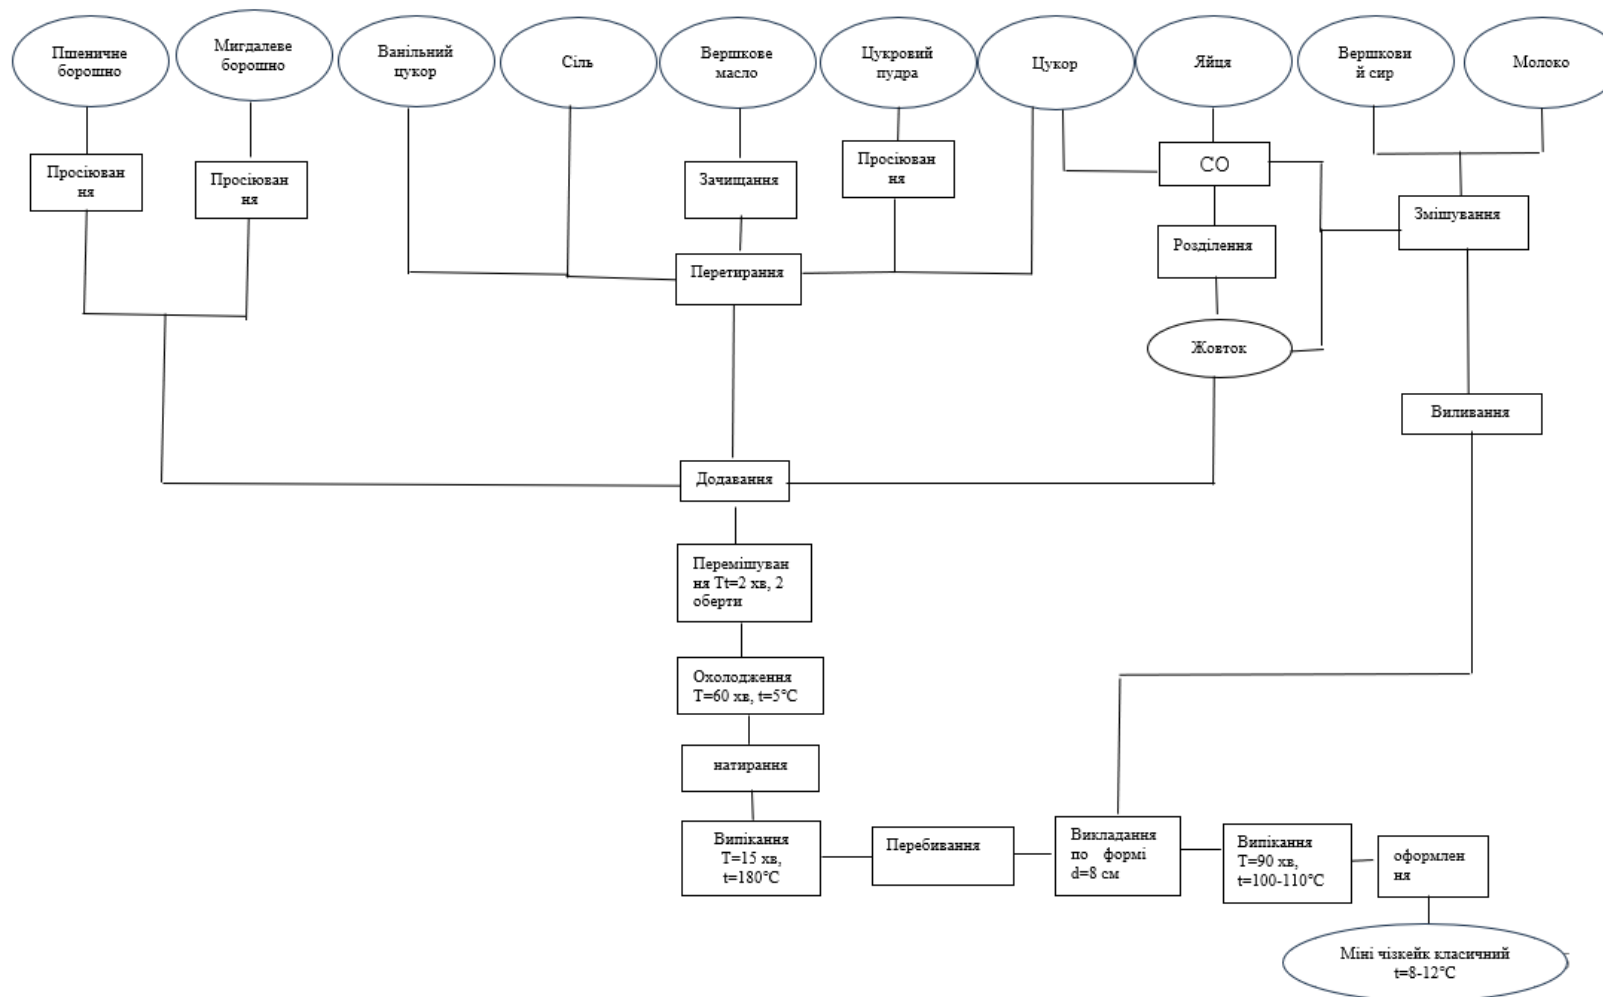 Пшеничне
борошно
Мигдалеве
борошно
Ванільний
цукор
Сіль
Вершкове
масло
Цукровий
пудра
Цукор
Яйця
Вершкови
й сир
Молоко
Просіюван
ня
Просіюван
ня
Зачищання
Просіюван
ня
СО
Змішування
Розділення
Перетирання
Жовток
Виливання
Додавання
Перемішуван
ня Tt=2 хв, 2
оберти
Охолодження
T=60 хв, t=5°C
натирання
Випікання
T=15 хв,
t=180°C
Перебивання
Викладання
по формі
d=8 см
Випікання
T=90 хв,
t=100-110°C
оформлен
ня
Міні чізкейк класичний
t=8-12°C